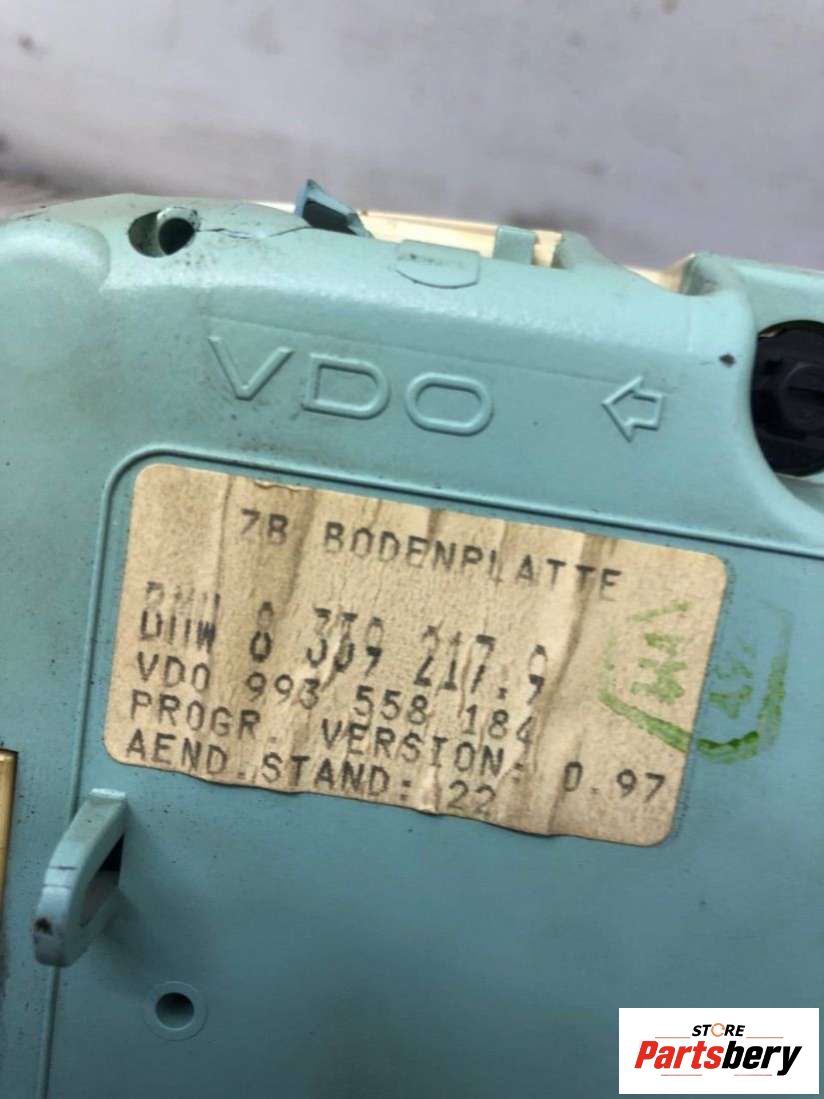 VDO
ZB BODENPLATTE
BMW 8 359 217.9
VDO 993 558 184
PROGR. VERSION: 0.97
AEND.STAND: 22
STORE
Partsbery